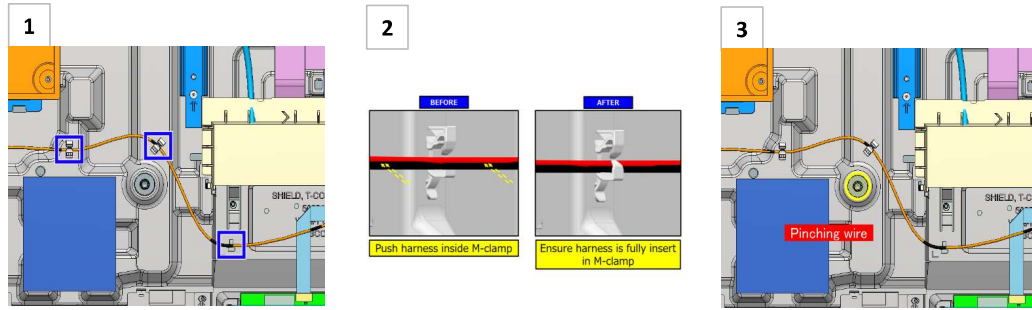 1
2
3
BEFORE
AFTER
Push harness inside M-clamp
Ensure harness is fully insert
in M-clamp
SHIELD, T-CO
SHIELD, T-CC
Pinching wire